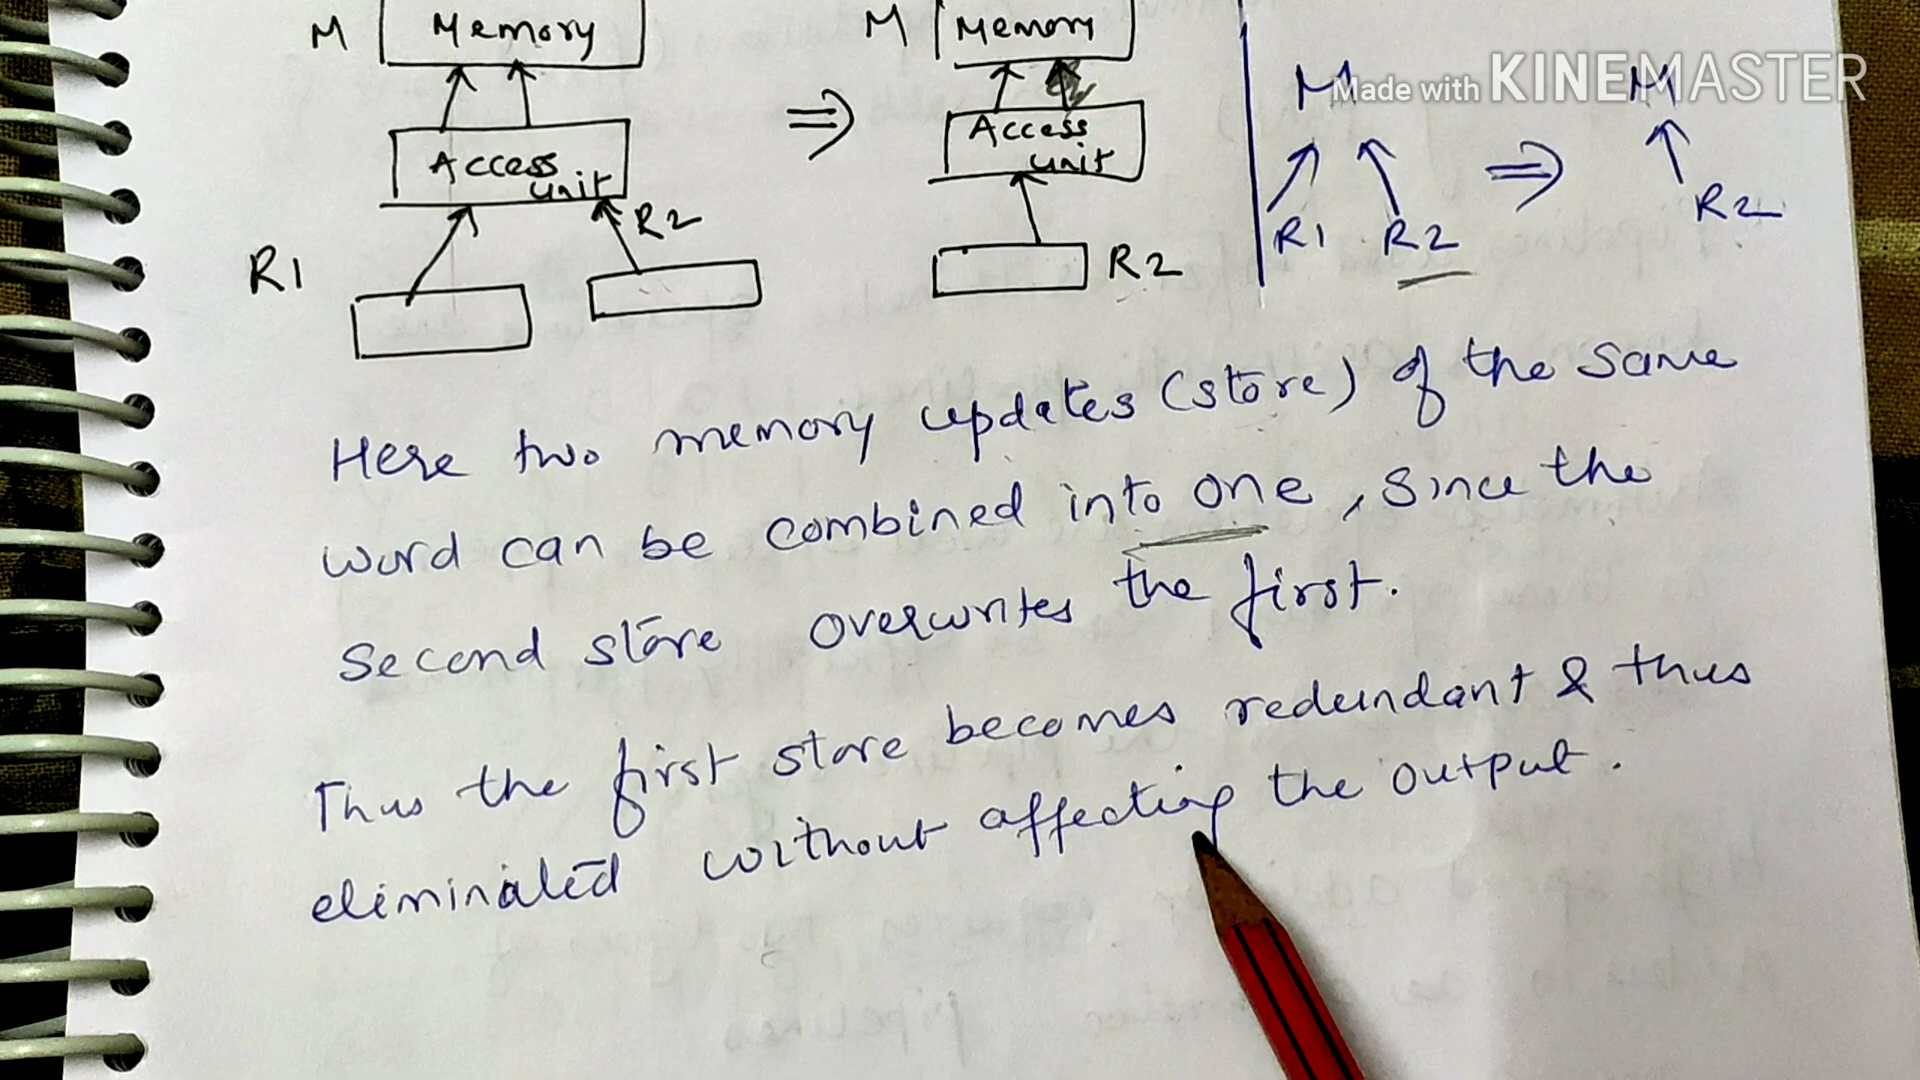 M Memory M Memory
Made with KINEMASTER
M M
Access unit Access unit
R1 R2 R2 R1 R2 R2
Here two memory updates (store) of the same
word can be combined into one, since the
second store overwrites the first.
Thus the first store becomes redundant & thus
eliminated without affecting the output.